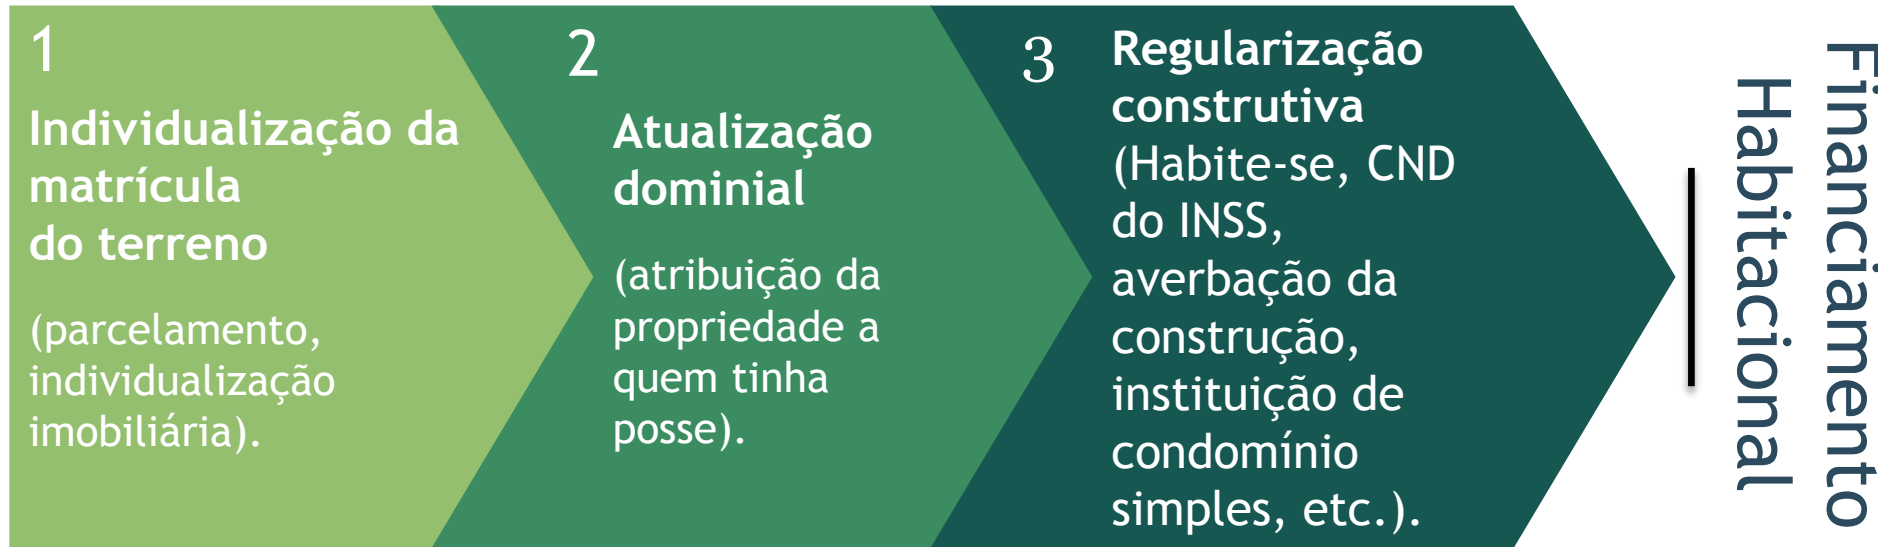 1
Individualização da
matrícula
do terreno
(parcelamento,
individualização
imobiliária).
2
Atualização
dominial
(atribuição da
propriedade a
quem tinha
posse).
3
Regularização
construtiva
(Habite-se, CND
do INSS,
averbação da
construção,
instituição de
condomínio
simples, etc.).
Financiamento
Habitacional